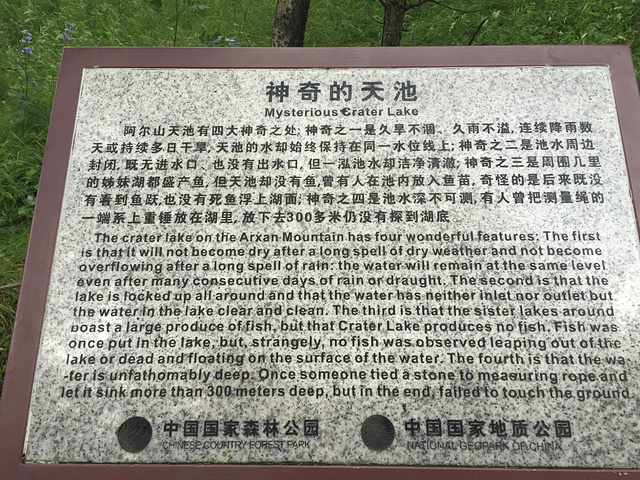 神奇的天池
Mysterious Crater Lake
阿尔山天池有四大神奇之处: 神奇之一是久旱不涸、久雨不溢, 连续降雨数
天或持续多日干旱, 天池的水却始终保持在同一水位线上; 神奇之二是池水周边
封闭, 既无进水口、也没有出水口, 但一泓池水却洁净清澈; 神奇之三是周围几里
的姊妹湖都盛产鱼, 但天池却没有鱼, 曾有人在池内放入鱼苗, 奇怪的是后来既没
有看到鱼跃, 也没有死鱼浮上湖面; 神奇之四是池水深不可测, 有人曾把测量绳的
一端系上重锤放在湖里, 放下去300多米仍没有探到湖底
The crater lake on the Arxan Mountain has four wonderful features: The first
is that it will not become dry after a long spell of dry weather and not become
overflowing after a long spell of rain: the water will remain at the same level
even after many consecutive days of rain or draught. The second is that the
lake is locked up all around and that the water has neither inlet nor outlet but
the water in the lake clear and clean. The third is that the sister lakes around
boast a large produce of fish, but that Crater Lake produces no fish. Fish was
once put in the lake, but, strangely, no fish was observed leaping out of the
lake or dead and floating on the surface of the water. The fourth is that the wa
-ter is unfathomably deep. Once someone tied a stone to measuring rope and
let it sink more than 300 meters deep, but in the end, failed to touch the ground.
中国国家森林公园
CHINESE COUNTRY FOREST PARK
中国国家地质公园
NATIONAL GEOPARK OF CHINA